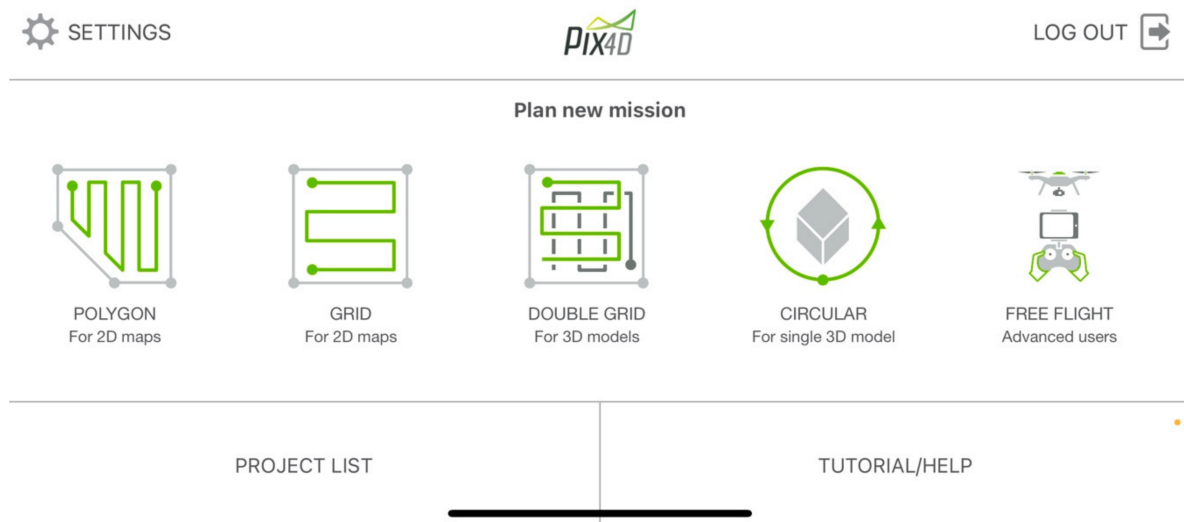 SETTINGS
PIX4D
LOG OUT
Plan new mission
POLYGON
For 2D maps
GRID
For 2D maps
DOUBLE GRID
For 3D models
CIRCULAR
For single 3D model
FREE FLIGHT
Advanced users
PROJECT LIST
TUTORIAL/HELP